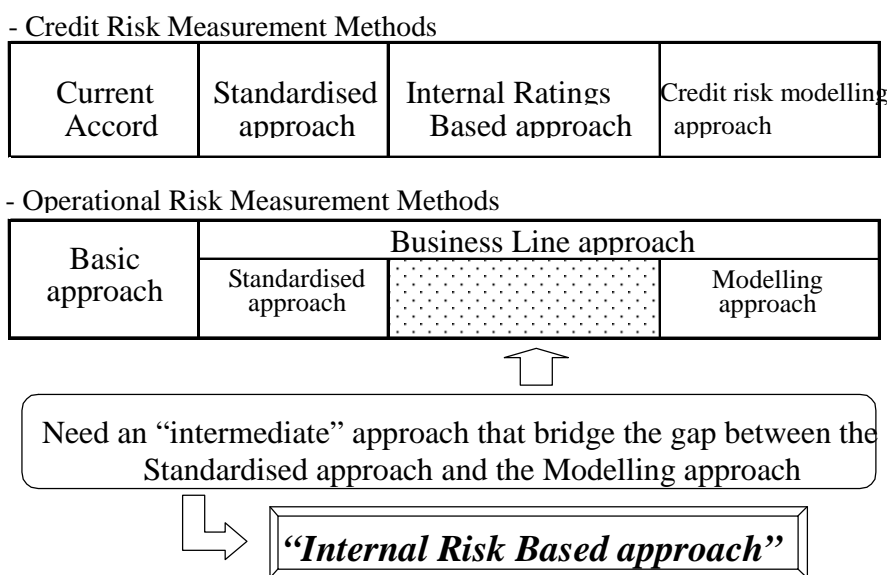 - Credit Risk Measurement Methods
Current
Accord
Standardised
approach
Internal Ratings
Based approach
Credit risk modelling
approach
- Operational Risk Measurement Methods
Basic
approach
Business Line approach
Standardised
approach
Modelling
approach
Need an “intermediate” approach that bridge the gap between the
Standardised approach and the Modelling approach
“Internal Risk Based approach”